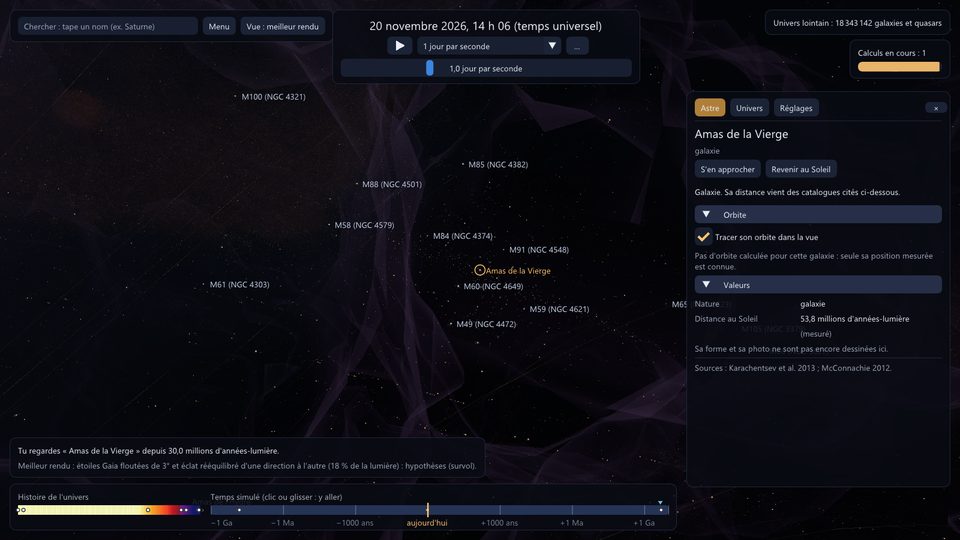 Chercher : tape un nom (ex. Saturne)
Menu
Vue : meilleur rendu
20 novembre 2026, 14 h 06 (temps universel)
1 jour par seconde
...
1,0 jour par seconde
Univers lointain : 18 343 142 galaxies et quasars
Calculs en cours : 1
Astre
Univers
Réglages
×
Amas de la Vierge
galaxie
S'en approcher
Revenir au Soleil
Galaxie. Sa distance vient des catalogues cités ci-dessous.
Orbite
Tracer son orbite dans la vue
Pas d'orbite calculée pour cette galaxie : seule sa position mesurée
est connue.
Valeurs
Nature galaxie
Distance au Soleil 53,8 millions d'années-lumière
(mesuré)
Sa forme et sa photo ne sont pas encore dessinées ici.
Sources : Karachentsev et al. 2013 ; McConnachie 2012.
M100 (NGC 4321)
M85 (NGC 4382)
M88 (NGC 4501)
M58 (NGC 4579)
M84 (NGC 4374)
M91 (NGC 4548)
Amas de la Vierge
M61 (NGC 4303)
M60 (NGC 4649)
M59 (NGC 4621)
M49 (NGC 4472)
Tu regardes « Amas de la Vierge » depuis 30,0 millions d'années-lumière.
Meilleur rendu : étoiles Gaia floutées de 3° et éclat rééquilibré d'une direction à l'autre (18 % de la lumière) : hypothèses (survol).
Histoire de l'univers
Temps simulé (clic ou glisser : y aller)
−1 Ga
−1 Ma
−1000 ans
aujourd'hui
+1000 ans
+1 Ma
+1 Ga